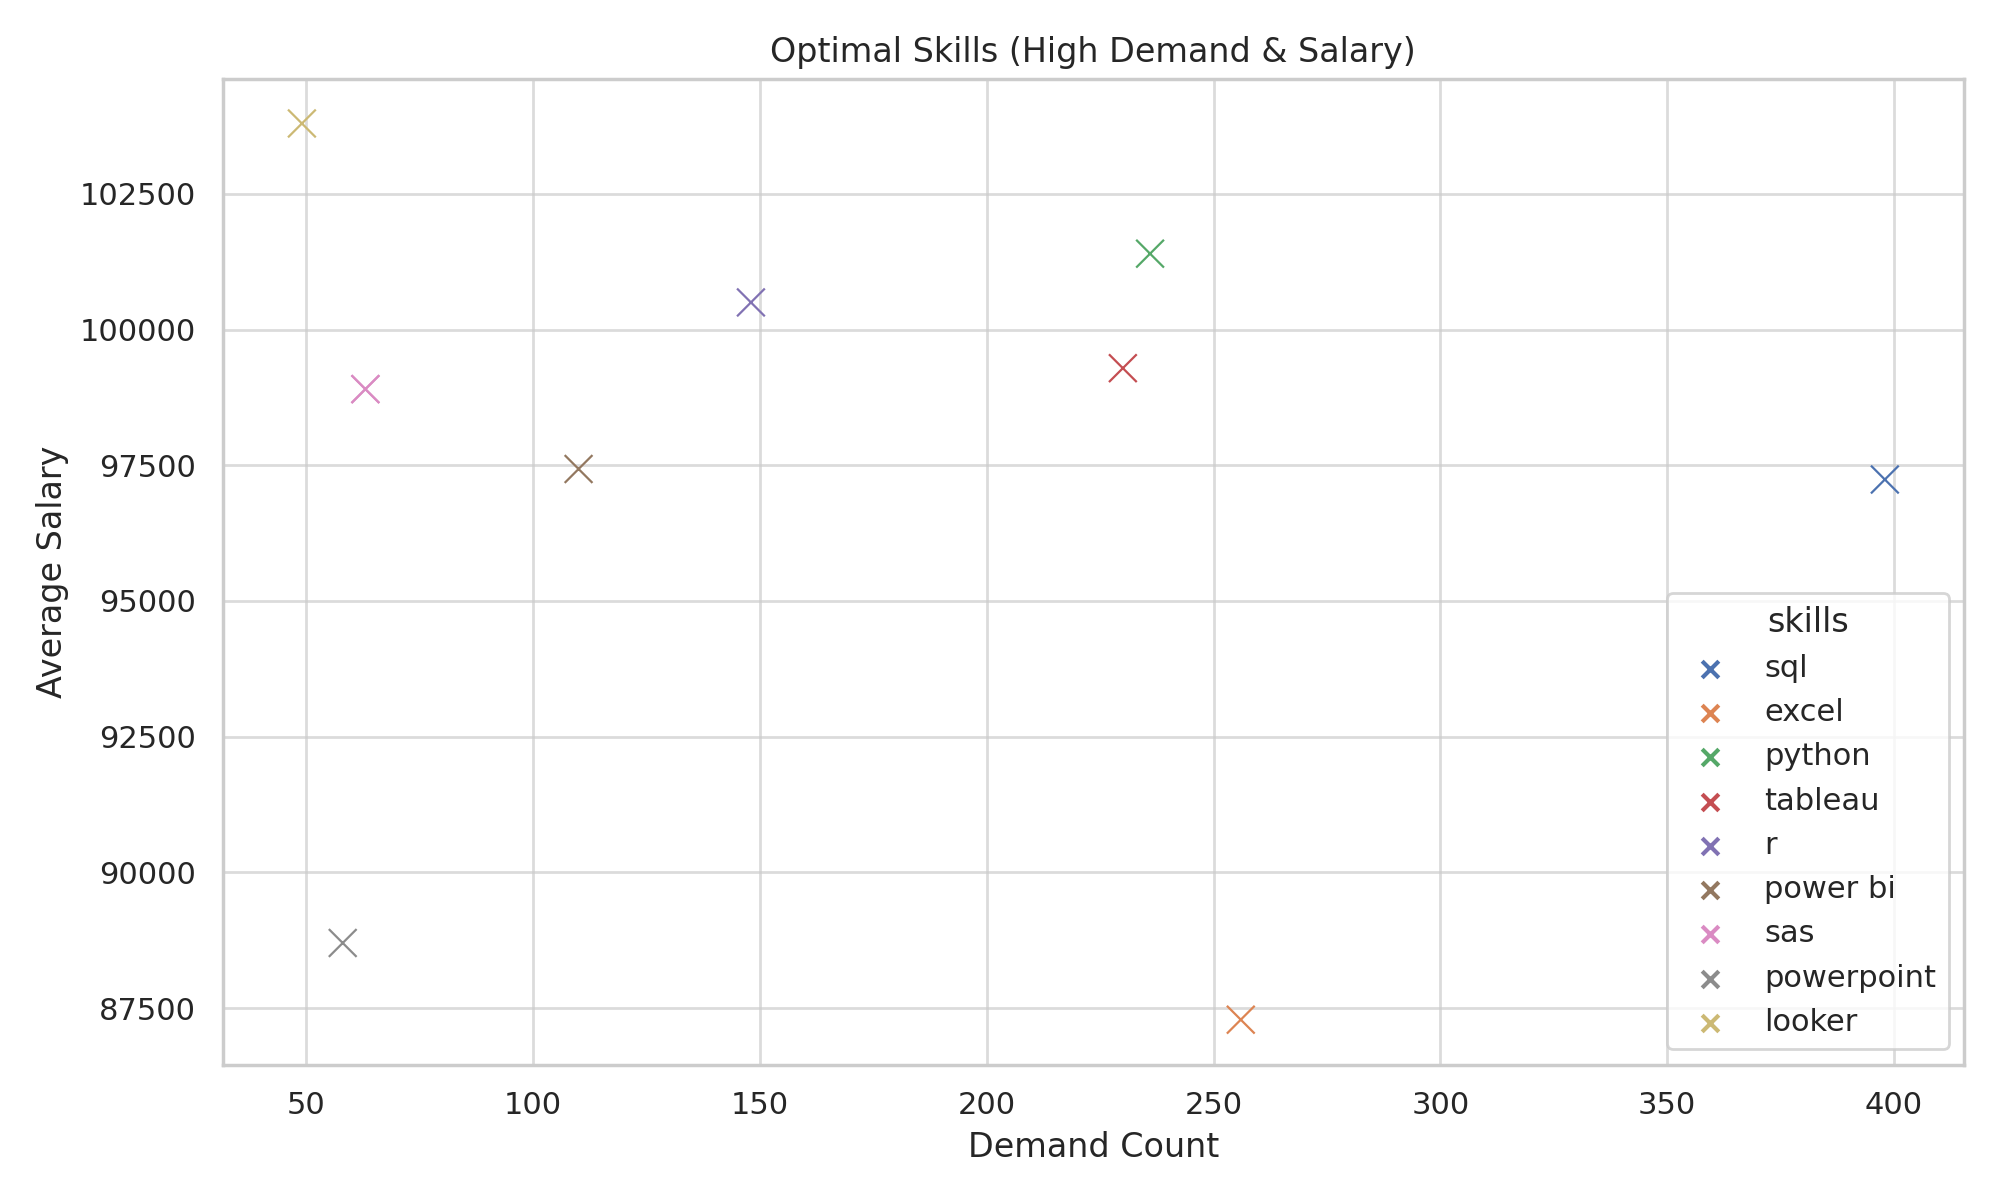 Optimal Skills (High Demand & Salary)
102500
100000
97500
95000
92500
90000
87500
Average Salary
skills
sql
excel
python
tableau
r
power bi
sas
powerpoint
looker
50 100 150 200 250 300 350 400
Demand Count